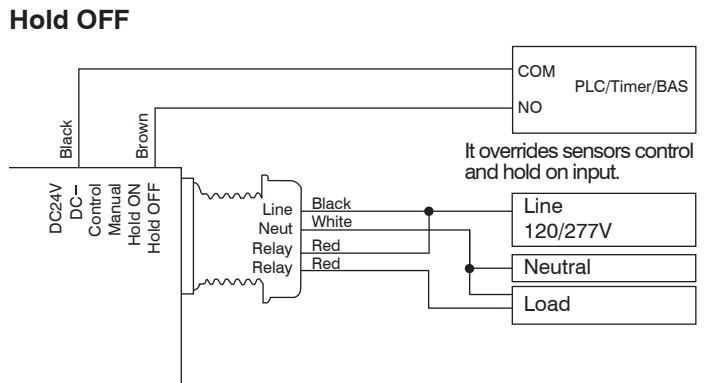 Hold OFF
COM
PLC/Timer/BAS
NO
Black
Brown
It overrides sensors control
and hold on input.
DC24V
DC–
Control
Manual
Hold ON
Hold OFF
Line
Black
Neut
White
Relay
Red
Relay
Red
Line
120/277V
Neutral
Load